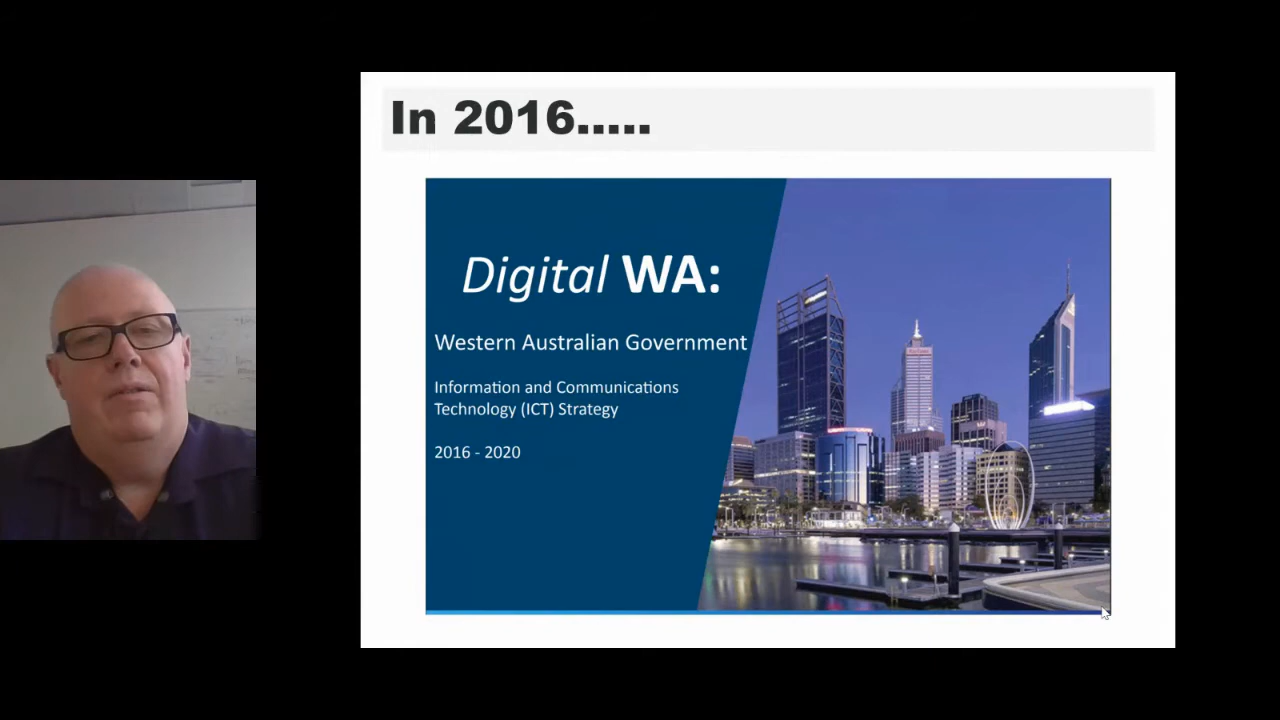 In 2016.....
Digital WA:
Western Australian Government
Information and Communications
Technology (ICT) Strategy
2016 - 2020